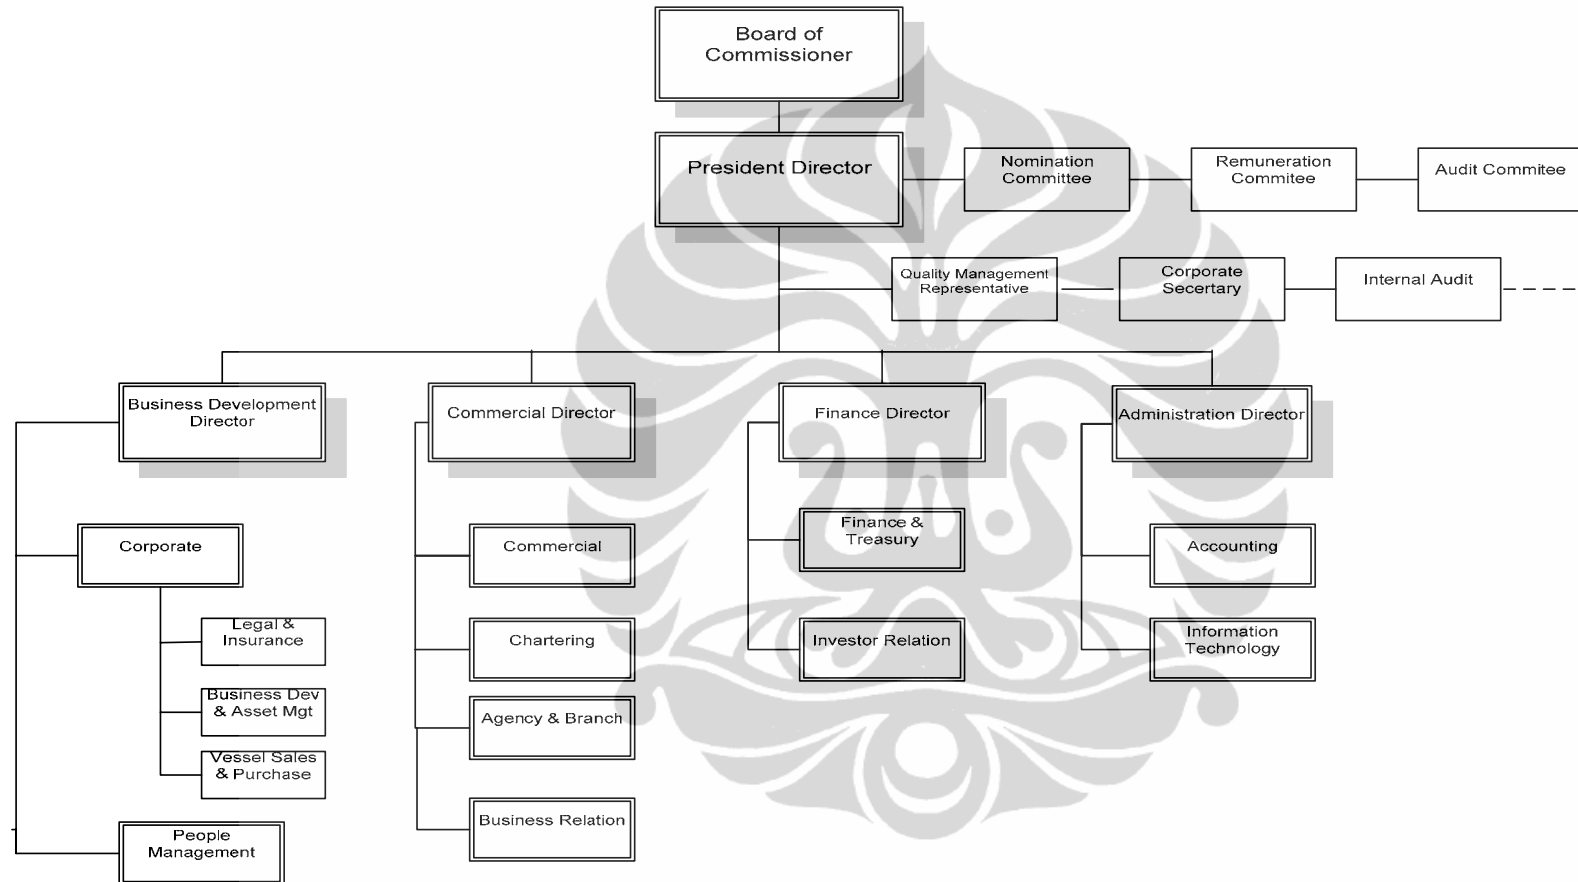 Board of
Commissioner
President Director
Nomination
Committee
Remuneration
Commitee
Audit Commitee
Quality Management
Representative
Corporate
Secertary
Internal Audit
Business Development
Director
Commercial Director
Finance Director
Administration Director
Corporate
Legal &
Insurance
Business Dev
& Asset Mgt
Vessel Sales
& Purchase
People
Management
Commercial
Chartering
Agency & Branch
Business Relation
Finance &
Treasury
Investor Relation
Accounting
Information
Technology